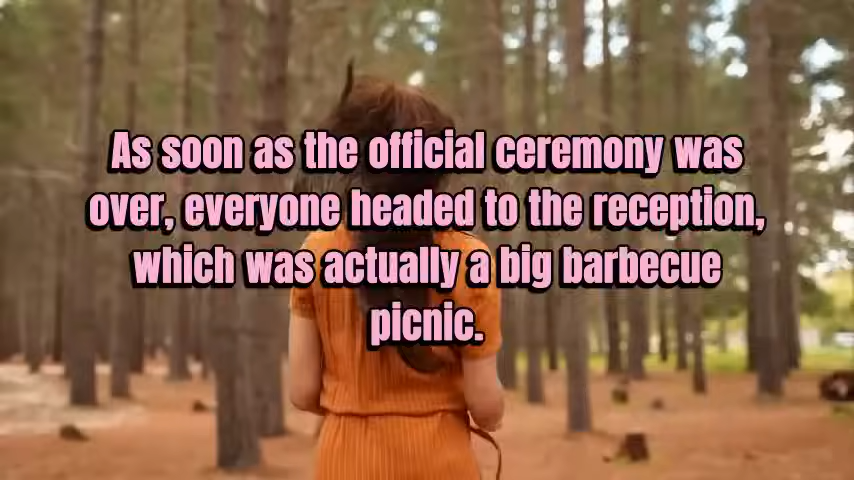 As soon as the official ceremony was
over, everyone headed to the reception,
which was actually a big barbecue
picnic.